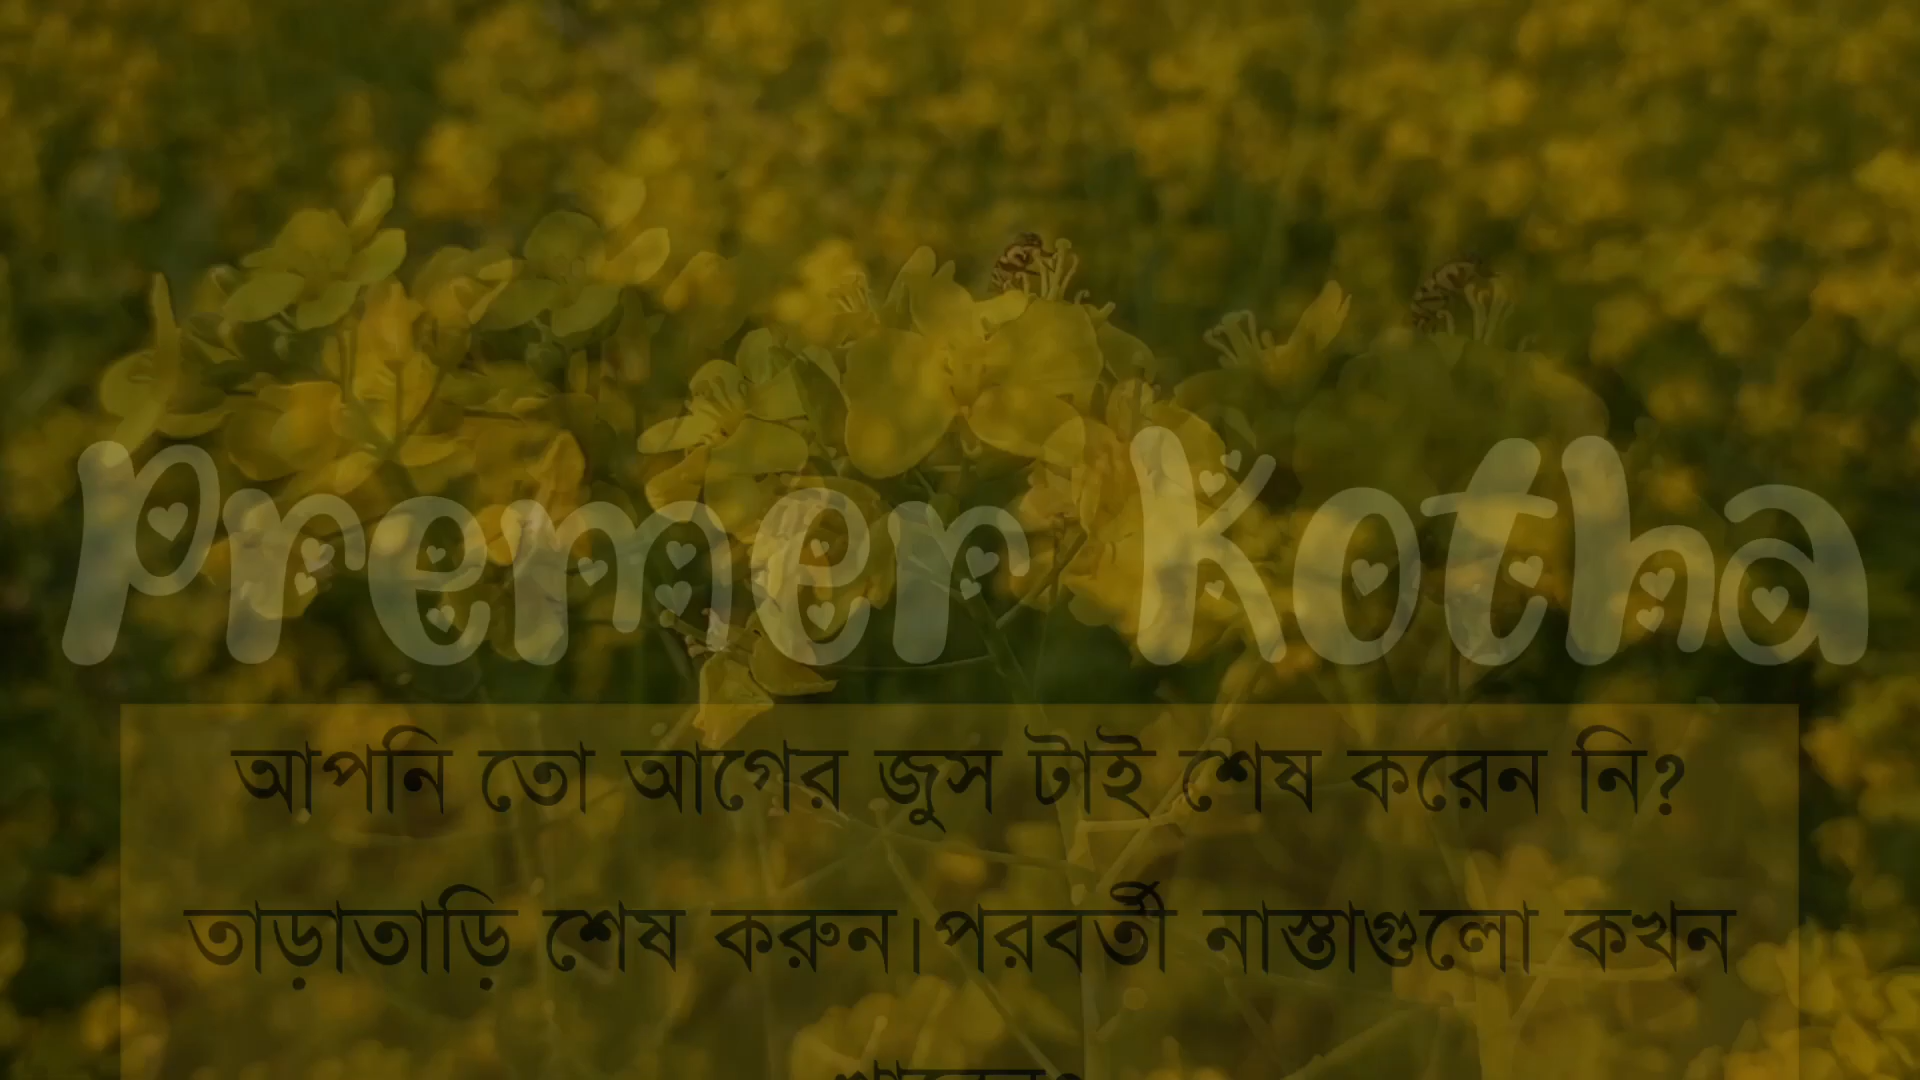 Premer Kotha
আপনি তো আগের জুস টাই শেষ করেন নি?
তাড়াতাড়ি শেষ করুন। পরবর্তী নাস্তাগুলো কখন